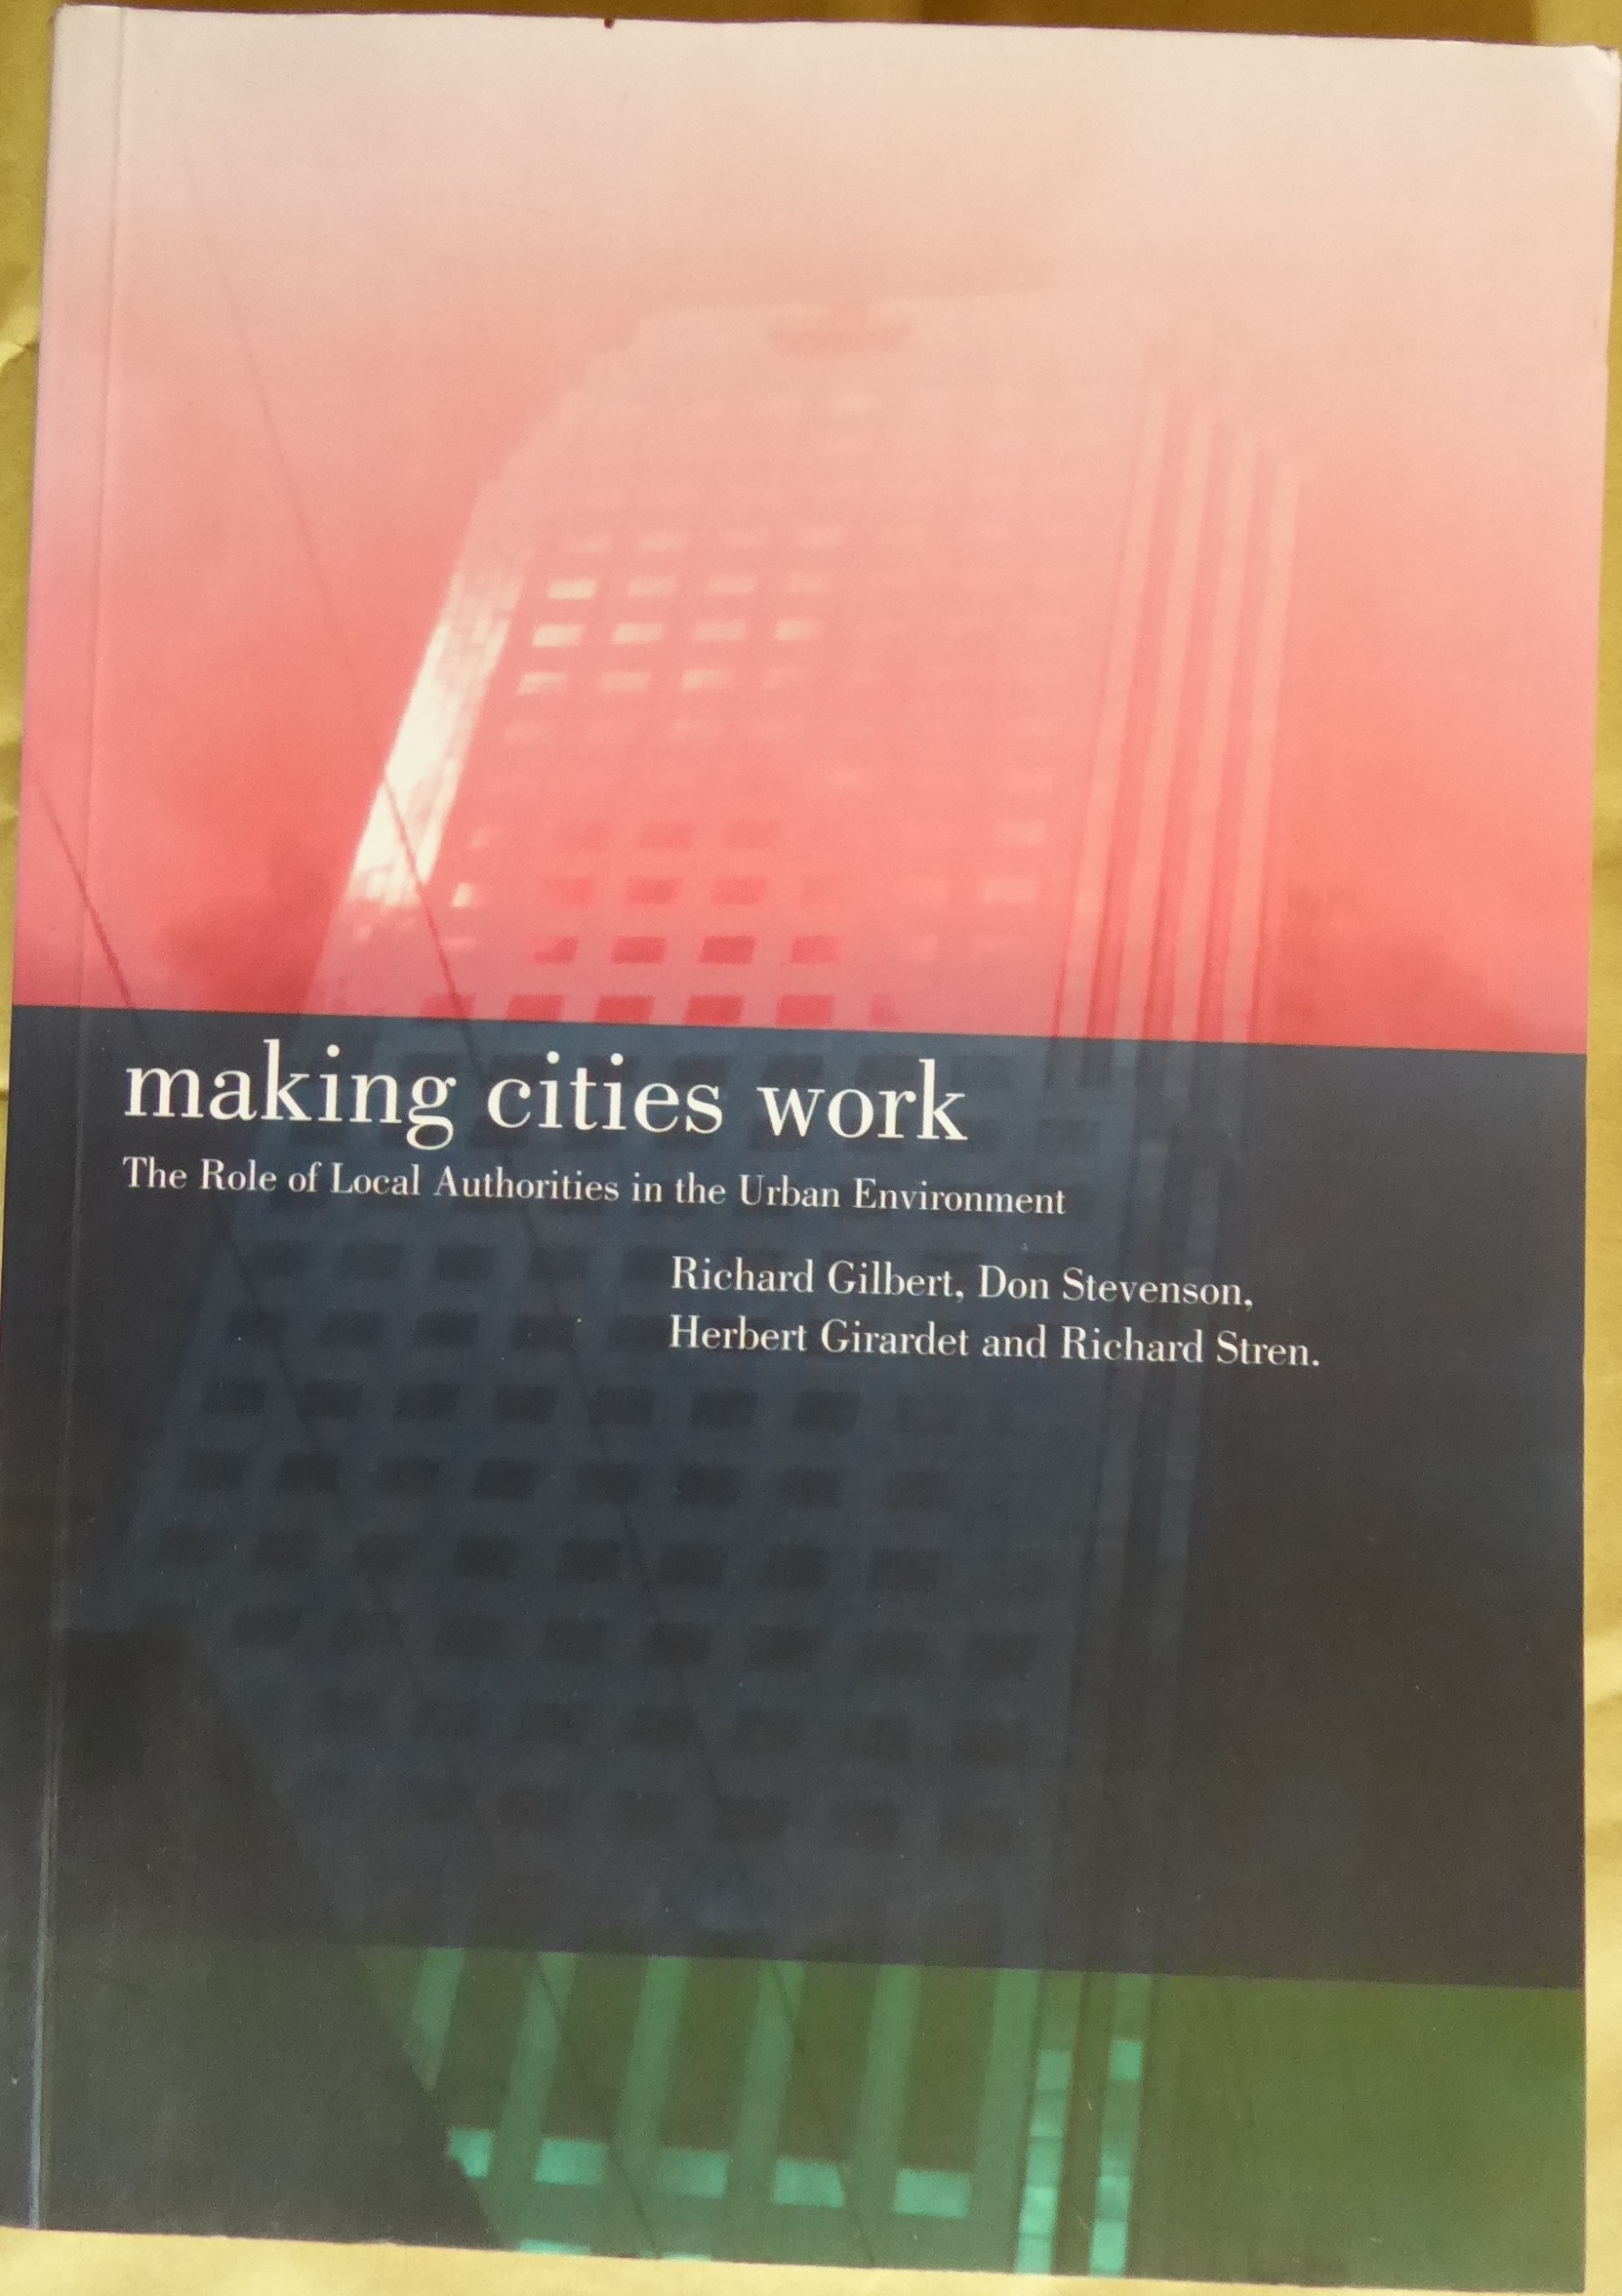 making cities work
The Role of Local Authorities in the Urban Environment
Richard Gilbert, Don Stevenson,
Herbert Girardet and Richard Stren.